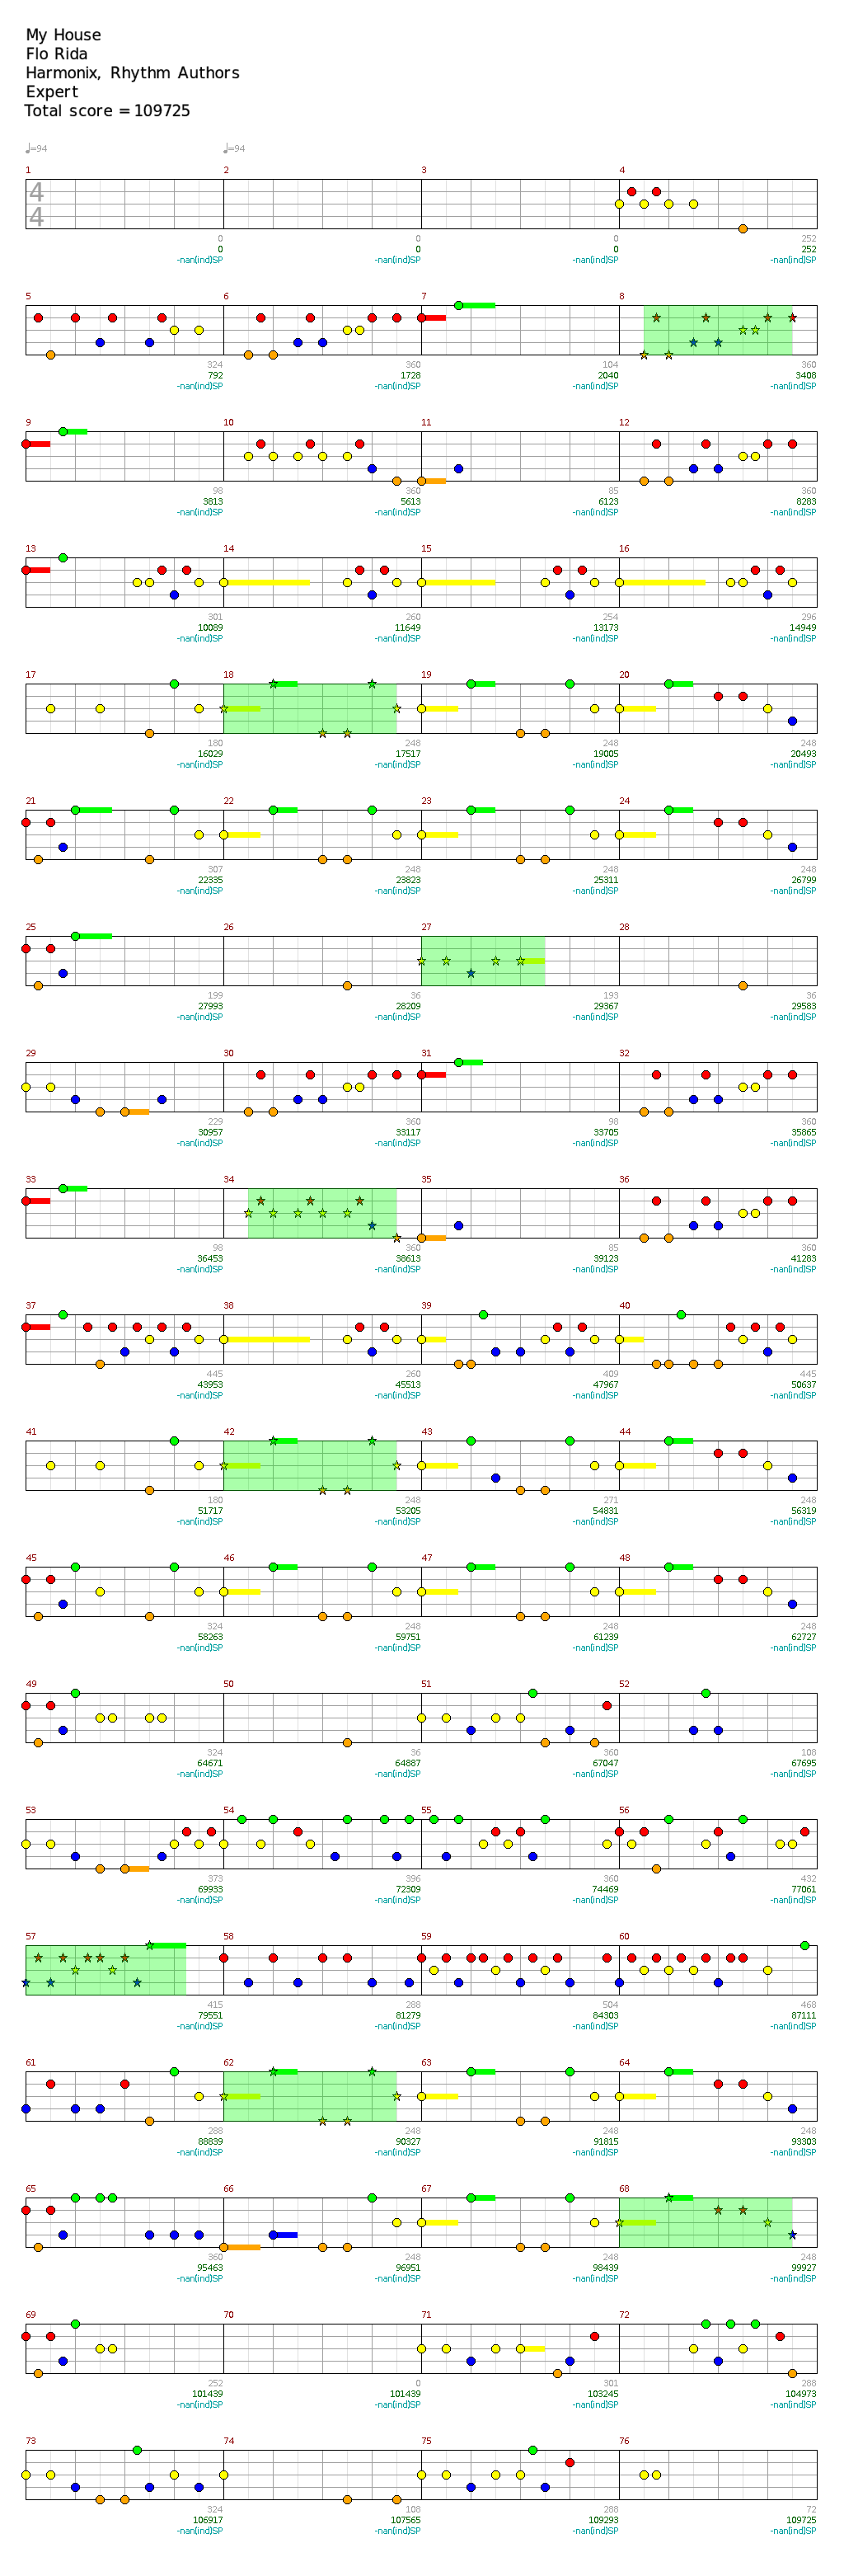 My House
Flo Rida
Harmonix, Rhythm Authors
Expert
Total score = 109725
♩=94 ♩=94
1 2 3 4
4
4
0 0 0 252
0 0 0 252
-nan(ind)SP -nan(ind)SP -nan(ind)SP -nan(ind)SP
5 6 7 8
324 360 104 360
792 1728 2040 3408
-nan(ind)SP -nan(ind)SP -nan(ind)SP -nan(ind)SP
9 10 11 12
98 360 85 360
3813 5613 6123 8283
-nan(ind)SP -nan(ind)SP -nan(ind)SP -nan(ind)SP
13 14 15 16
301 260 254 296
10089 11649 13173 14949
-nan(ind)SP -nan(ind)SP -nan(ind)SP -nan(ind)SP
17 18 19 20
180 248 248 248
16029 17517 19005 20493
-nan(ind)SP -nan(ind)SP -nan(ind)SP -nan(ind)SP
21 22 23 24
307 248 248 248
22335 23823 25311 26799
-nan(ind)SP -nan(ind)SP -nan(ind)SP -nan(ind)SP
25 26 27 28
199 36 193 36
27993 28209 29367 29583
-nan(ind)SP -nan(ind)SP -nan(ind)SP -nan(ind)SP
29 30 31 32
229 360 98 360
30957 33117 33705 35865
-nan(ind)SP -nan(ind)SP -nan(ind)SP -nan(ind)SP
33 34 35 36
98 360 85 360
36453 38613 39123 41283
-nan(ind)SP -nan(ind)SP -nan(ind)SP -nan(ind)SP
37 38 39 40
445 260 409 445
43953 45513 47967 50637
-nan(ind)SP -nan(ind)SP -nan(ind)SP -nan(ind)SP
41 42 43 44
180 248 271 248
51717 53205 54831 56319
-nan(ind)SP -nan(ind)SP -nan(ind)SP -nan(ind)SP
45 46 47 48
324 248 248 248
58263 59751 61239 62727
-nan(ind)SP -nan(ind)SP -nan(ind)SP -nan(ind)SP
49 50 51 52
324 36 360 108
64671 64887 67047 67695
-nan(ind)SP -nan(ind)SP -nan(ind)SP -nan(ind)SP
53 54 55 56
373 396 360 432
69933 72309 74469 77061
-nan(ind)SP -nan(ind)SP -nan(ind)SP -nan(ind)SP
57 58 59 60
415 288 504 468
79551 81279 84303 87111
-nan(ind)SP -nan(ind)SP -nan(ind)SP -nan(ind)SP
61 62 63 64
288 248 248 248
88839 90327 91815 93303
-nan(ind)SP -nan(ind)SP -nan(ind)SP -nan(ind)SP
65 66 67 68
360 248 248 248
95463 96951 98439 99927
-nan(ind)SP -nan(ind)SP -nan(ind)SP -nan(ind)SP
69 70 71 72
252 0 301 288
101439 101439 103245 104973
-nan(ind)SP -nan(ind)SP -nan(ind)SP -nan(ind)SP
73 74 75 76
324 108 288 72
106917 107565 109293 109725
-nan(ind)SP -nan(ind)SP -nan(ind)SP -nan(ind)SP